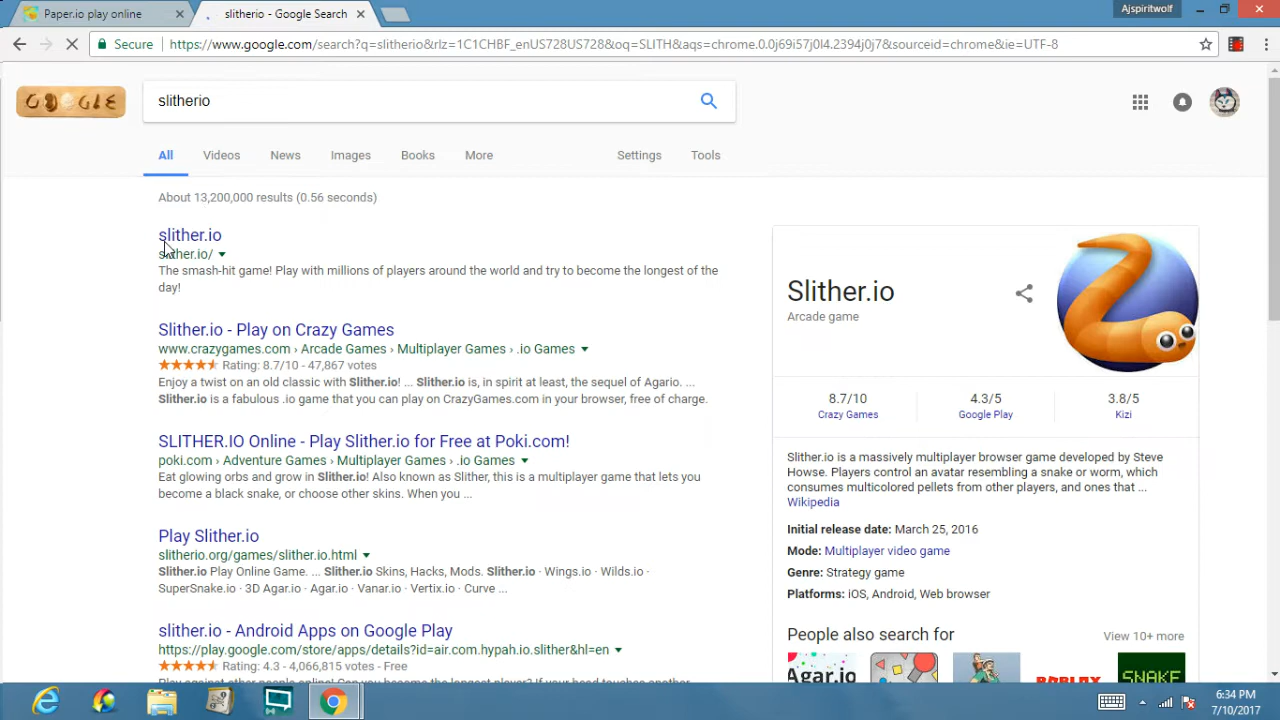 Paper.io play online
slitherio - Google Search
Ajspiritwolf
Secure
https://www.google.com/search?q=slitherio&rlz=1C1CHBF_enUS728US728&oq=SLITH&aqs=chrome.0.0j69i57j0l4.2394j0j7&sourceid=chrome&ie=UTF-8
GOOGLE
slitherio
All Videos News Images Books More Settings Tools
About 13,200,000 results (0.56 seconds)
slither.io
slither.io/
The smash-hit game! Play with millions of players around the world and try to become the longest of the
day!
Slither.io - Play on Crazy Games
www.crazygames.com › Arcade Games › Multiplayer Games › .io Games
Rating: 8.7/10 - 47,867 votes
Enjoy a twist on an old classic with Slither.io! ... Slither.io is, in spirit at least, the sequel of Agario. ...
Slither.io is a fabulous .io game that you can play on CrazyGames.com in your browser, free of charge.
SLITHER.IO Online - Play Slither.io for Free at Poki.com!
poki.com › Adventure Games › Multiplayer Games › .io Games
Eat glowing orbs and grow in Slither.io! Also known as Slither, this is a multiplayer game that lets you
become a black snake, or choose other skins. When you ...
Play Slither.io
slitherio.org/games/slither.io.html
Slither.io Play Online Game. ... Slither.io Skins, Hacks, Mods. Slither.io · Wings.io · Wilds.io ·
SuperSnake.io · 3D Agar.io · Agar.io · Vanar.io · Vertix.io · Curve ...
slither.io - Android Apps on Google Play
https://play.google.com/store/apps/details?id=air.com.hypah.io.slither&hl=en
Rating: 4.3 - 4,066,815 votes - Free
Slither.io
Arcade game
8.7/10 4.3/5 3.8/5
Crazy Games Google Play Kizi
Slither.io is a massively multiplayer browser game developed by Steve
Howse. Players control an avatar resembling a snake or worm, which
consumes multicolored pellets from other players, and ones that ...
Wikipedia
Initial release date: March 25, 2016
Mode: Multiplayer video game
Genre: Strategy game
Platforms: iOS, Android, Web browser
People also search for
View 10+ more
Agar.io
ROBLOX
SNAKE
6:34 PM
7/10/2017